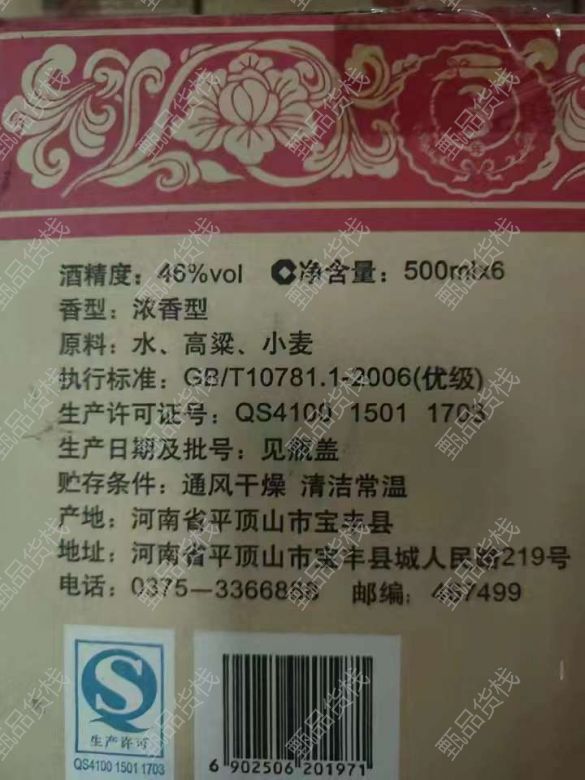 酒精度：46%vol 净含量：500mlx6
香型：浓香型
原料：水、高粱、小麦
执行标准：GB/T10781.1-2006(优级)
生产许可证号：QS4100 1501 1703
生产日期及批号：见瓶盖
贮存条件：通风干燥 清洁常温
产地：河南省平顶山市宝丰县
地址：河南省平顶山市宝丰县城人民路219号
电话：0375—3366868 邮编：467499
生产许可
QS4100 1501 1703
6 902506 201971
甄品货栈